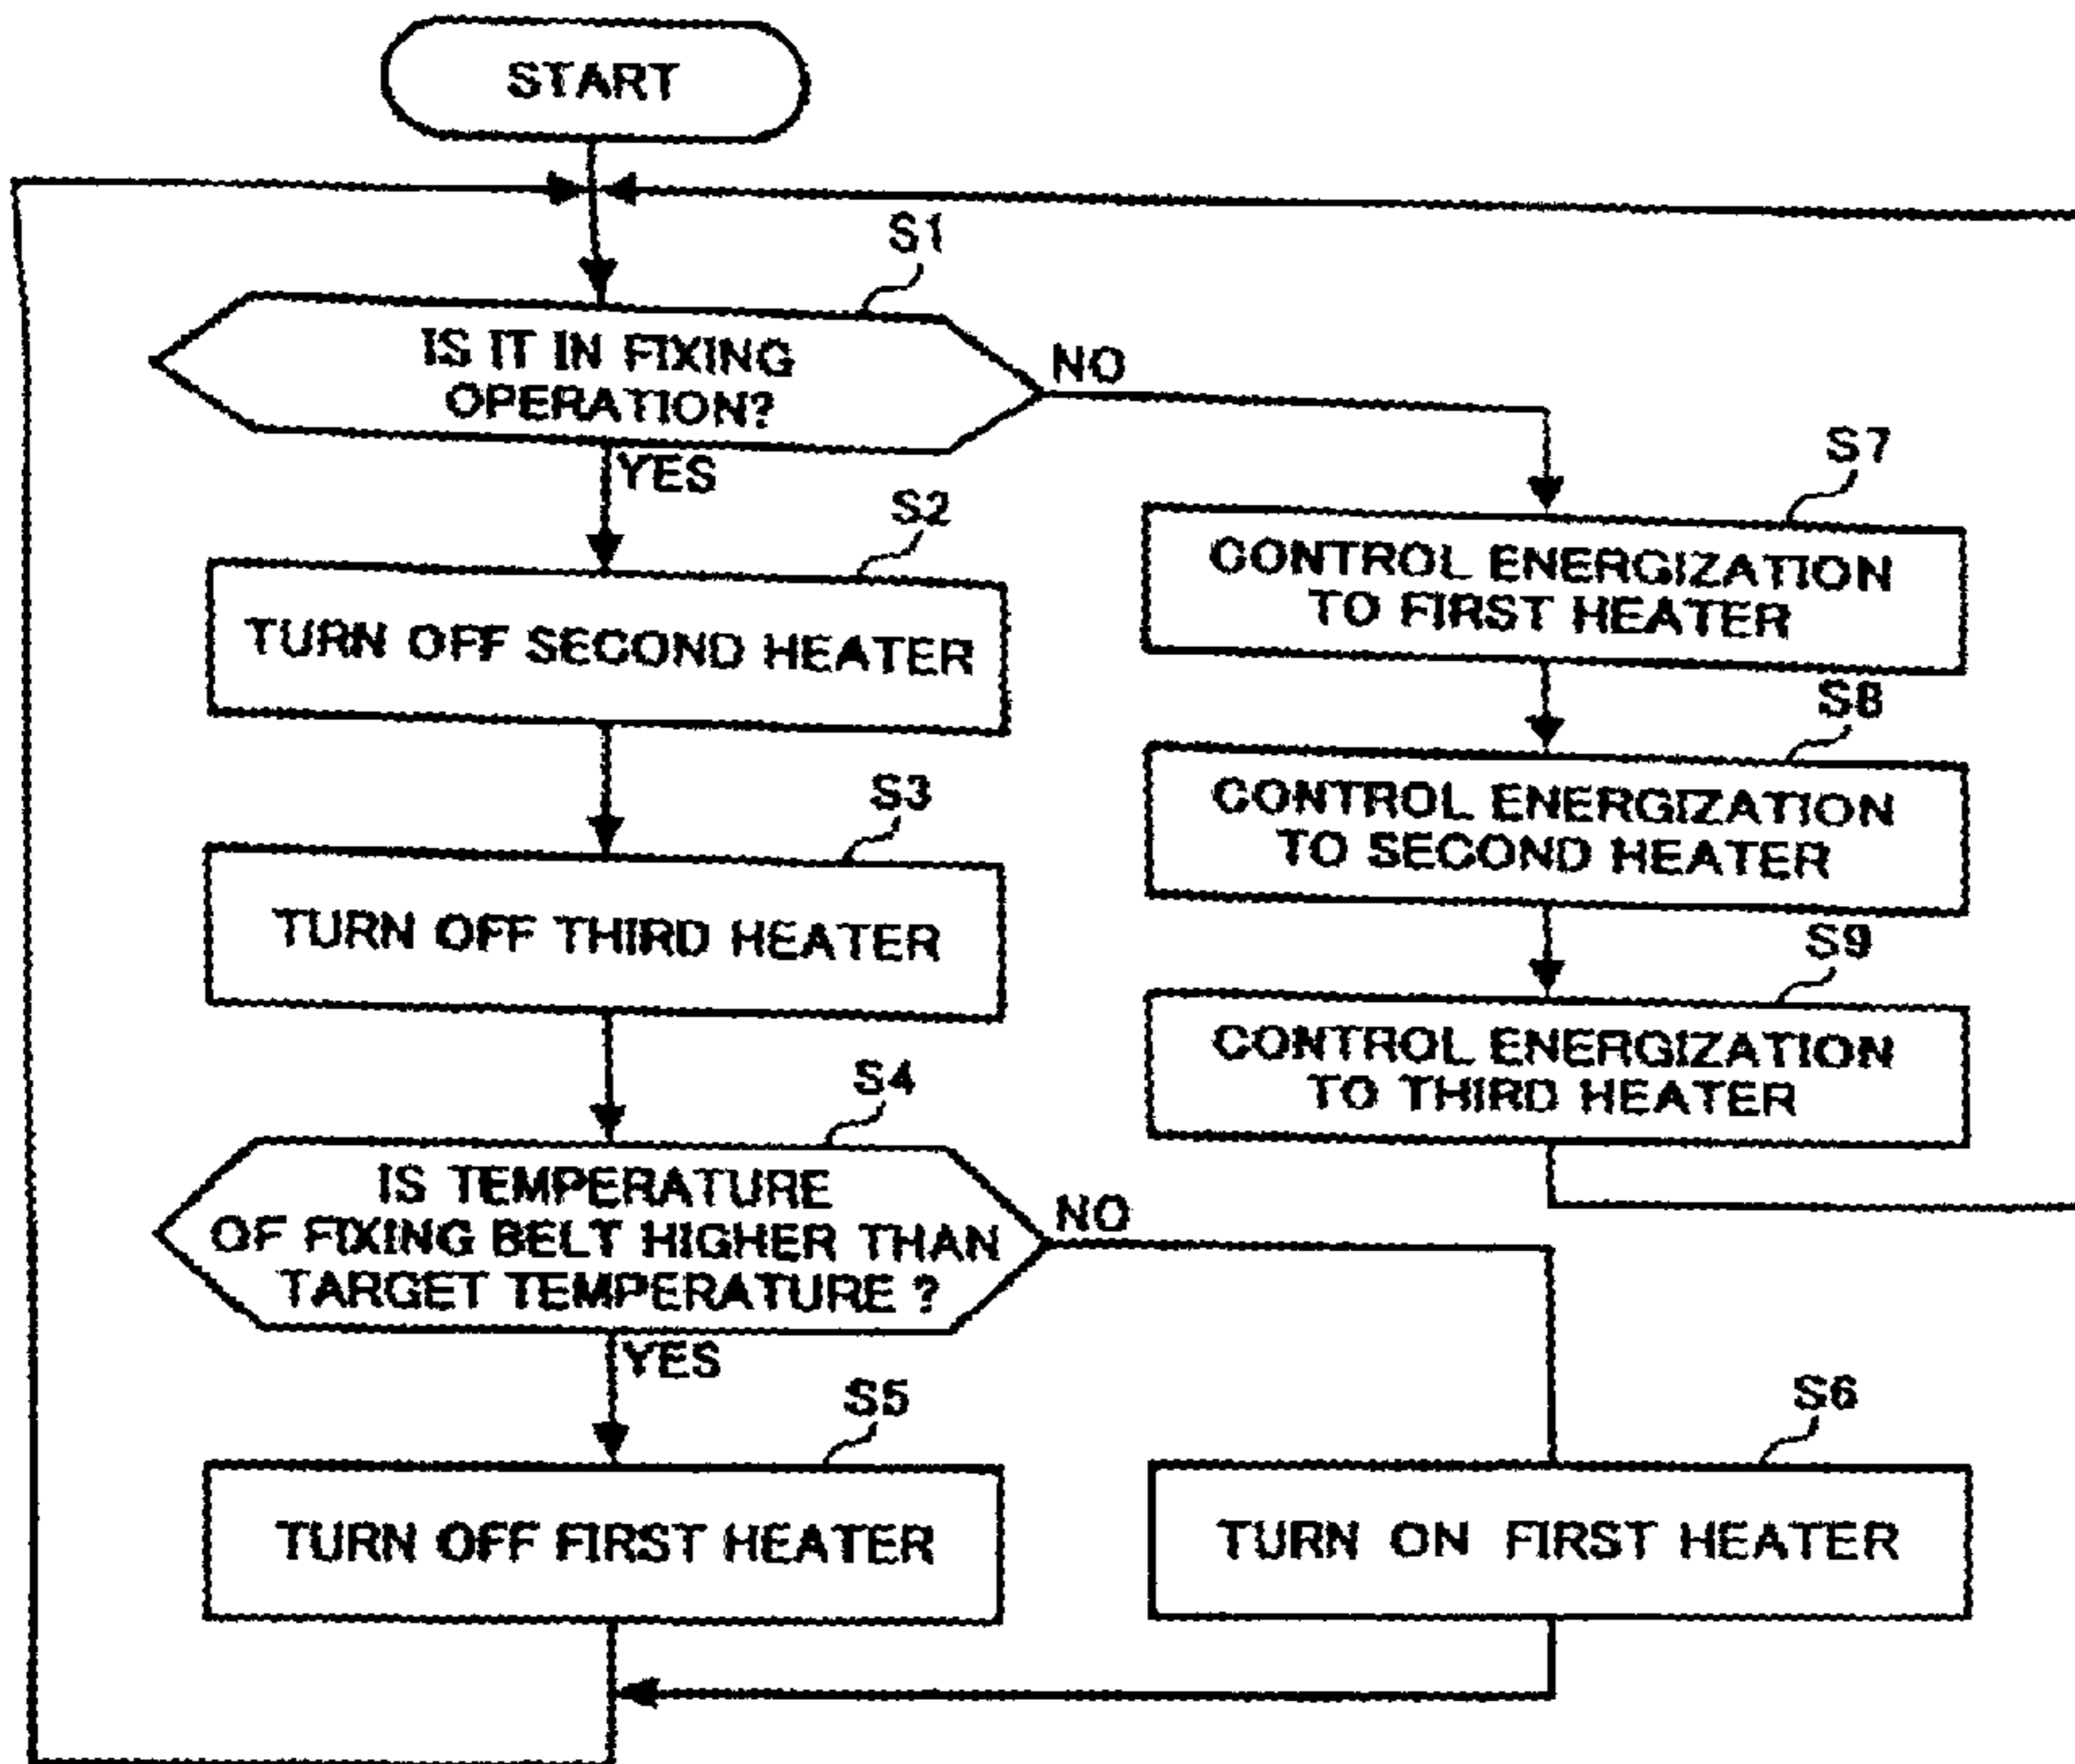 START
S1
IS IT IN FIXING
OPERATION?
NO
YES
S2
TURN OFF SECOND HEATER
S3
TURN OFF THIRD HEATER
S4
IS TEMPERATURE
OF FIXING BELT HIGHER THAN
TARGET TEMPERATURE ?
NO
YES
S5
TURN OFF FIRST HEATER
S6
TURN ON FIRST HEATER
S7
CONTROL ENERGIZATION
TO FIRST HEATER
S8
CONTROL ENERGIZATION
TO SECOND HEATER
S9
CONTROL ENERGIZATION
TO THIRD HEATER